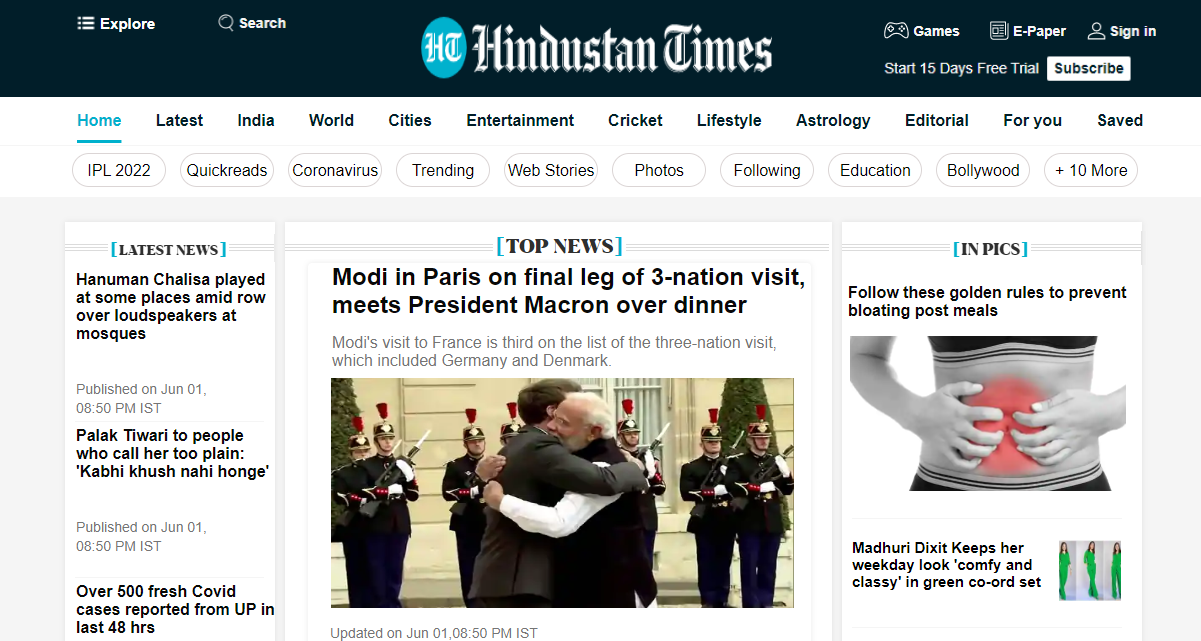 Explore
Search
HT Hindustan Times
Games
E-Paper
Sign in
Start 15 Days Free Trial
Subscribe
Home Latest India World Cities Entertainment Cricket Lifestyle Astrology Editorial For you Saved
IPL 2022 Quickreads Coronavirus Trending Web Stories Photos Following Education Bollywood + 10 More
[LATEST NEWS]
Hanuman Chalisa played
at some places amid row
over loudspeakers at
mosques
Published on Jun 01,
08:50 PM IST
Palak Tiwari to people
who call her too plain:
'Kabhi khush nahi honge'
Published on Jun 01,
08:50 PM IST
Over 500 fresh Covid
cases reported from UP in
last 48 hrs
[TOP NEWS]
Modi in Paris on final leg of 3-nation visit,
meets President Macron over dinner
Modi's visit to France is third on the list of the three-nation visit,
which included Germany and Denmark.
Updated on Jun 01,08:50 PM IST
[IN PICS]
Follow these golden rules to prevent
bloating post meals
Madhuri Dixit Keeps her
weekday look 'comfy and
classy' in green co-ord set